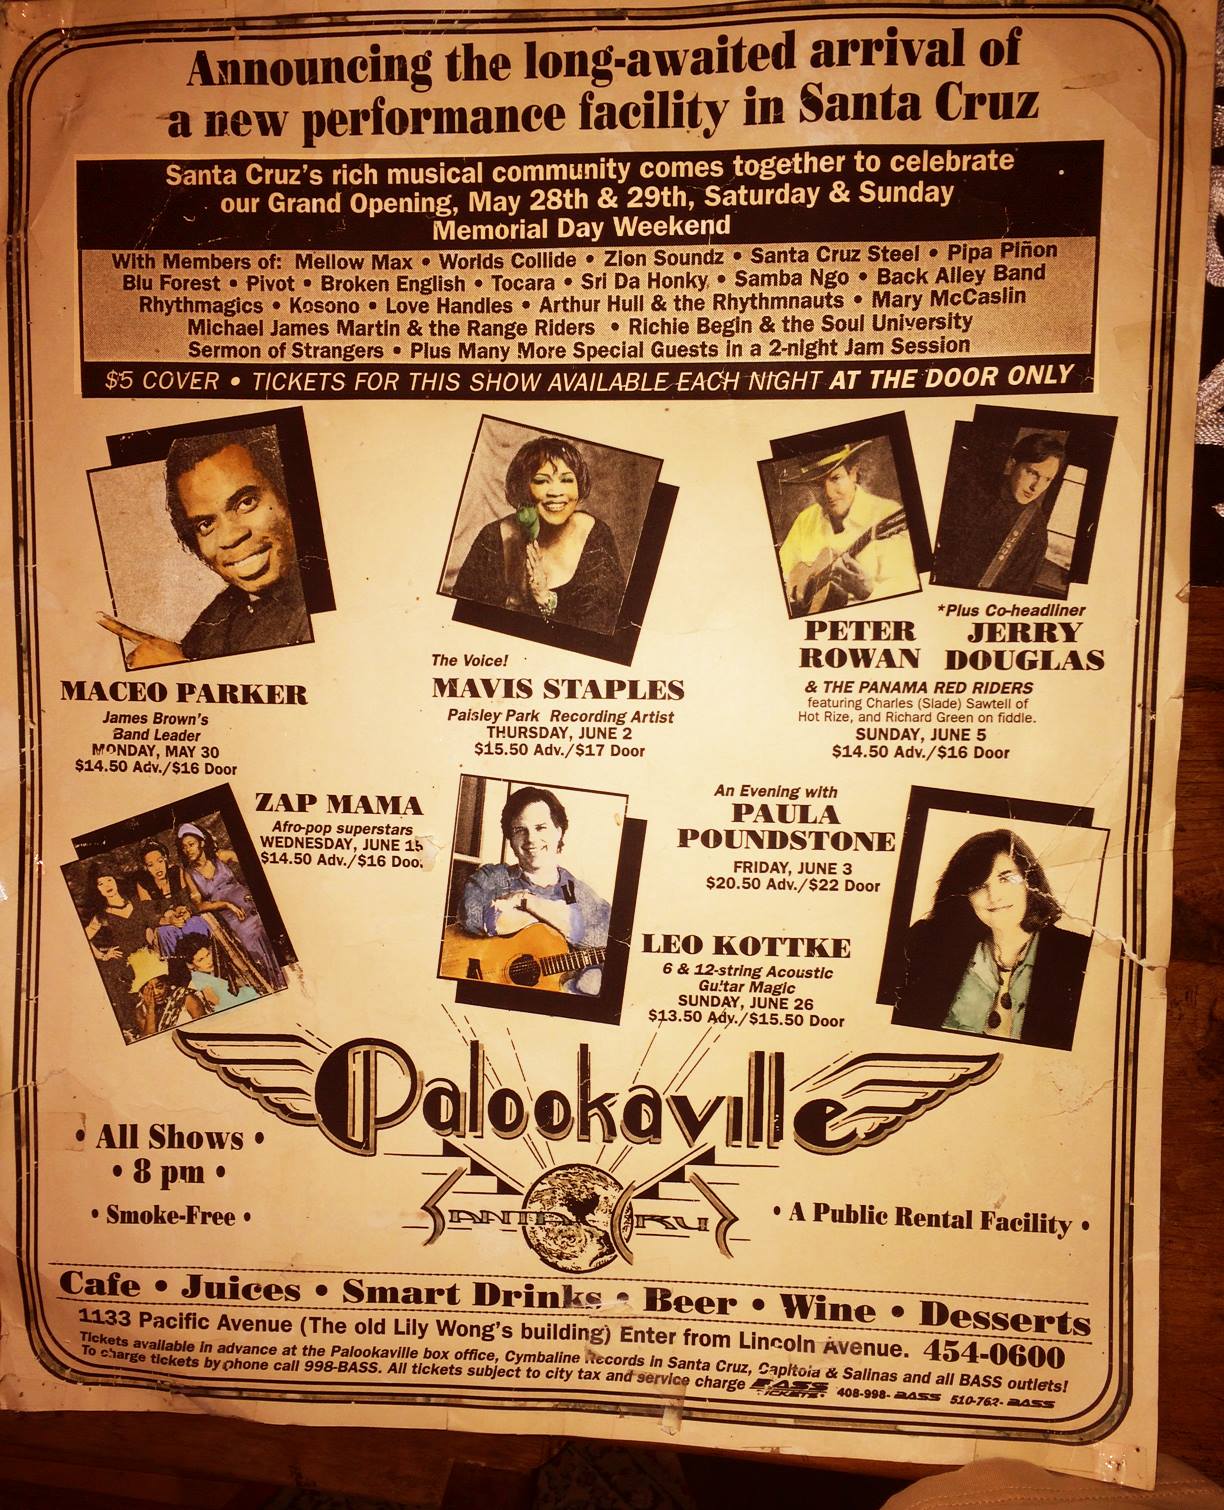 Announcing the long-awaited arrival of
a new performance facility in Santa Cruz
Santa Cruz's rich musical community comes together to celebrate
our Grand Opening, May 28th & 29th, Saturday & Sunday
Memorial Day Weekend
With Members of: Mellow Max • Worlds Collide • Zion Soundz • Santa Cruz Steel • Pipa Piñon
Blu Forest • Pivot • Broken English • Tocara • Sri Da Honky • Samba Ngo • Back Alley Band
Rhythmagics • Kosono • Love Handles • Arthur Hull & the Rhythmnauts • Mary McCaslin
Michael James Martin & the Range Riders • Richie Begin & the Soul University
Sermon of Strangers • Plus Many More Special Guests in a 2-night Jam Session
$5 COVER • TICKETS FOR THIS SHOW AVAILABLE EACH NIGHT AT THE DOOR ONLY
MACEO PARKER
James Brown's
Band Leader
MONDAY, MAY 30
$14.50 Adv./$16 Door
The Voice!
MAVIS STAPLES
Paisley Park Recording Artist
THURSDAY, JUNE 2
$15.50 Adv./$17 Door
PETER
ROWAN
*Plus Co-headliner
JERRY
DOUGLAS
& THE PANAMA RED RIDERS
featuring Charles (Slade) Sawtell of
Hot Rize, and Richard Green on fiddle.
SUNDAY, JUNE 5
$14.50 Adv./$16 Door
ZAP MAMA
Afro-pop superstars
WEDNESDAY, JUNE 15
$14.50 Adv./$16 Door
An Evening with
PAULA
POUNDSTONE
FRIDAY, JUNE 3
$20.50 Adv./$22 Door
LEO KOTTKE
6 & 12-string Acoustic
Guitar Magic
SUNDAY, JUNE 26
$13.50 Adv./$15.50 Door
Palookaville
SANTA CRUZ
• All Shows •
• 8 pm •
• Smoke-Free •
• A Public Rental Facility •
Cafe • Juices • Smart Drinks • Beer • Wine • Desserts
1133 Pacific Avenue (The old Lily Wong's building) Enter from Lincoln Avenue. 454-0600
Tickets available in advance at the Palookaville box office, Cymbaline Records in Santa Cruz, Capitola & Salinas and all BASS outlets!
To charge tickets by phone call 998-BASS. All tickets subject to city tax and service charge BASS TICKETS 408-998-BASS 510-762-BASS